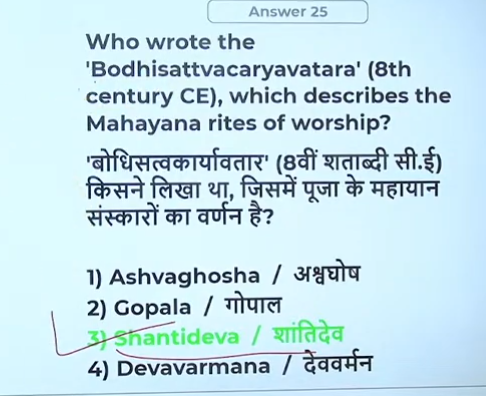 Answer 25
Who wrote the
'Bodhisattvacaryavatara' (8th
century CE), which describes the
Mahayana rites of worship?
'बोधिसत्वकार्यावतार' (8वीं शताब्दी सी.ई)
किसने लिखा था, जिसमें पूजा के महायान
संस्कारों का वर्णन है?
1) Ashvaghosha / अश्वघोष
2) Gopala / गोपाल
3) Shantideva / शांतिदेव
4) Devavarmana / देववर्मन